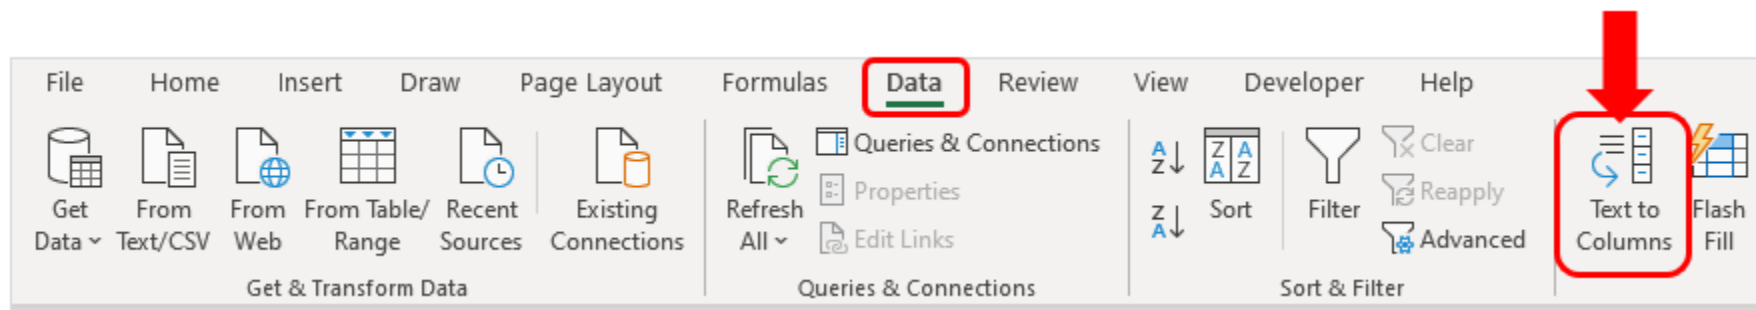 File Home Insert Draw Page Layout Formulas Data Review View Developer Help
Get Data
From Text/CSV
From Web
From Table/ Range
Recent Sources
Existing Connections
Get & Transform Data
Refresh All
Queries & Connections
Properties
Edit Links
Queries & Connections
A Z
Z A
Z A A Z
Sort
Filter
Clear
Reapply
Advanced
Sort & Filter
Text to Columns
Flash Fill